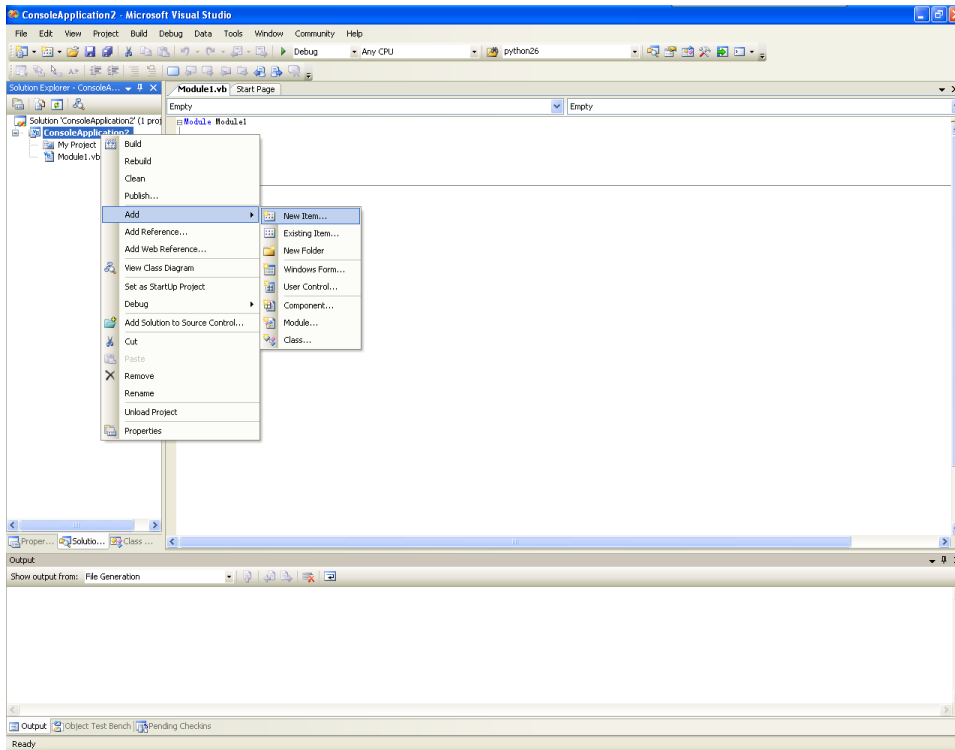 ConsoleApplication2 - Microsoft Visual Studio
File Edit View Project Build Debug Data Tools Window Community Help
Debug Any CPU python26
Solution Explorer - ConsoleA...
Module1.vb Start Page
Empty Empty
Solution 'ConsoleApplication2' (1 proj
ConsoleApplication2
My Project
Module1.vb
Module Module1
Build
Rebuild
Clean
Publish...
Add
Add Reference...
Add Web Reference...
View Class Diagram
Set as StartUp Project
Debug
Add Solution to Source Control...
Cut
Paste
Remove
Rename
Unload Project
Properties
New Item...
Existing Item...
New Folder
Windows Form...
User Control...
Component...
Module...
Class...
Proper... Solutio... Class ...
Output
Show output from: File Generation
Output Object Test Bench Pending Checkins
Ready